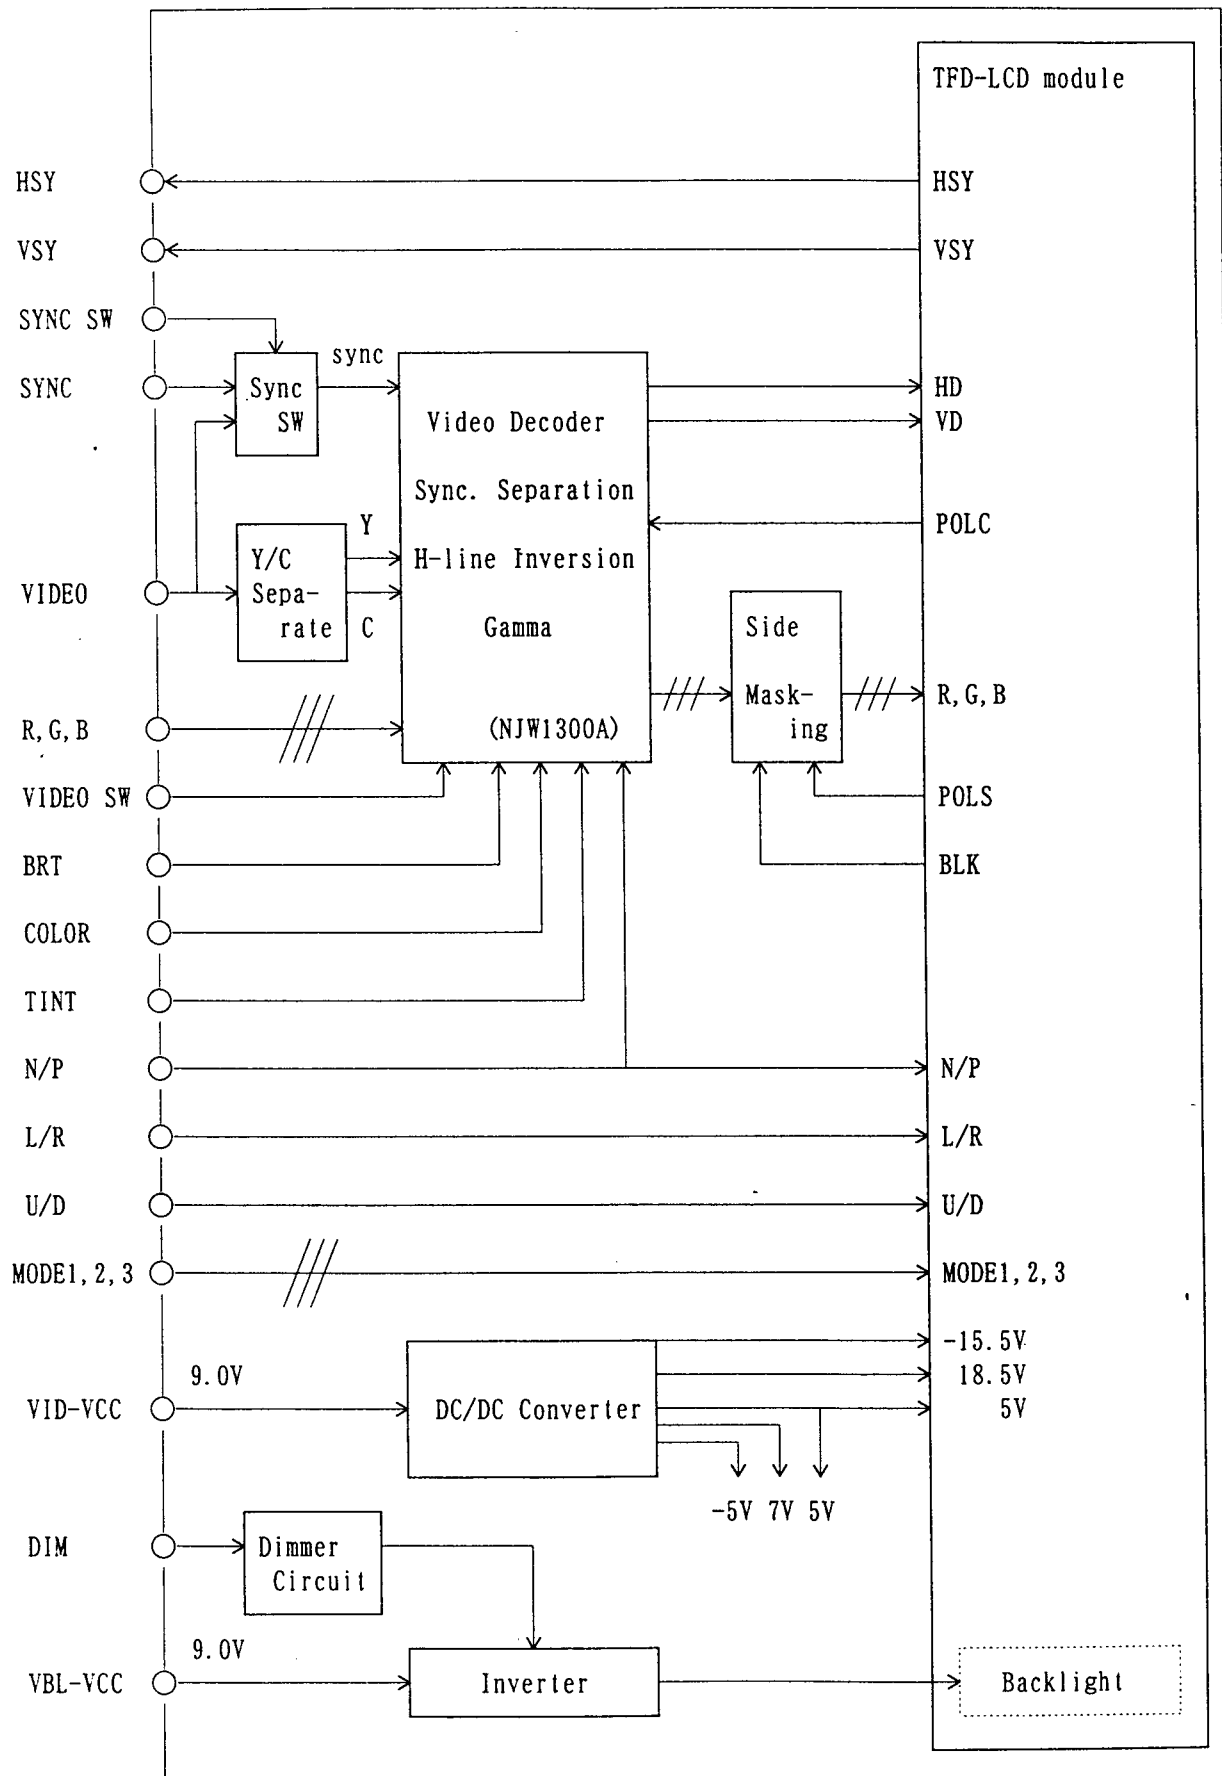 TFD-LCD module
HSY
HSY
VSY
VSY
SYNC SW
sync
SYNC
Sync
SW
HD
VD
Video Decoder
Sync. Separation
H-line Inversion
Gamma
(NJW1300A)
POLC
Y
Y/C
Sepa-
rate
C
VIDEO
Side
Mask-
ing
R, G, B
R, G, B
VIDEO SW
POLS
BRT
BLK
COLOR
TINT
N/P
N/P
L/R
L/R
U/D
U/D
MODE1, 2, 3
MODE1, 2, 3
-15.5V
9.0V
18.5V
VID-VCC
DC/DC Converter
5V
-5V 7V 5V
DIM
Dimmer
Circuit
9.0V
VBL-VCC
Inverter
Backlight